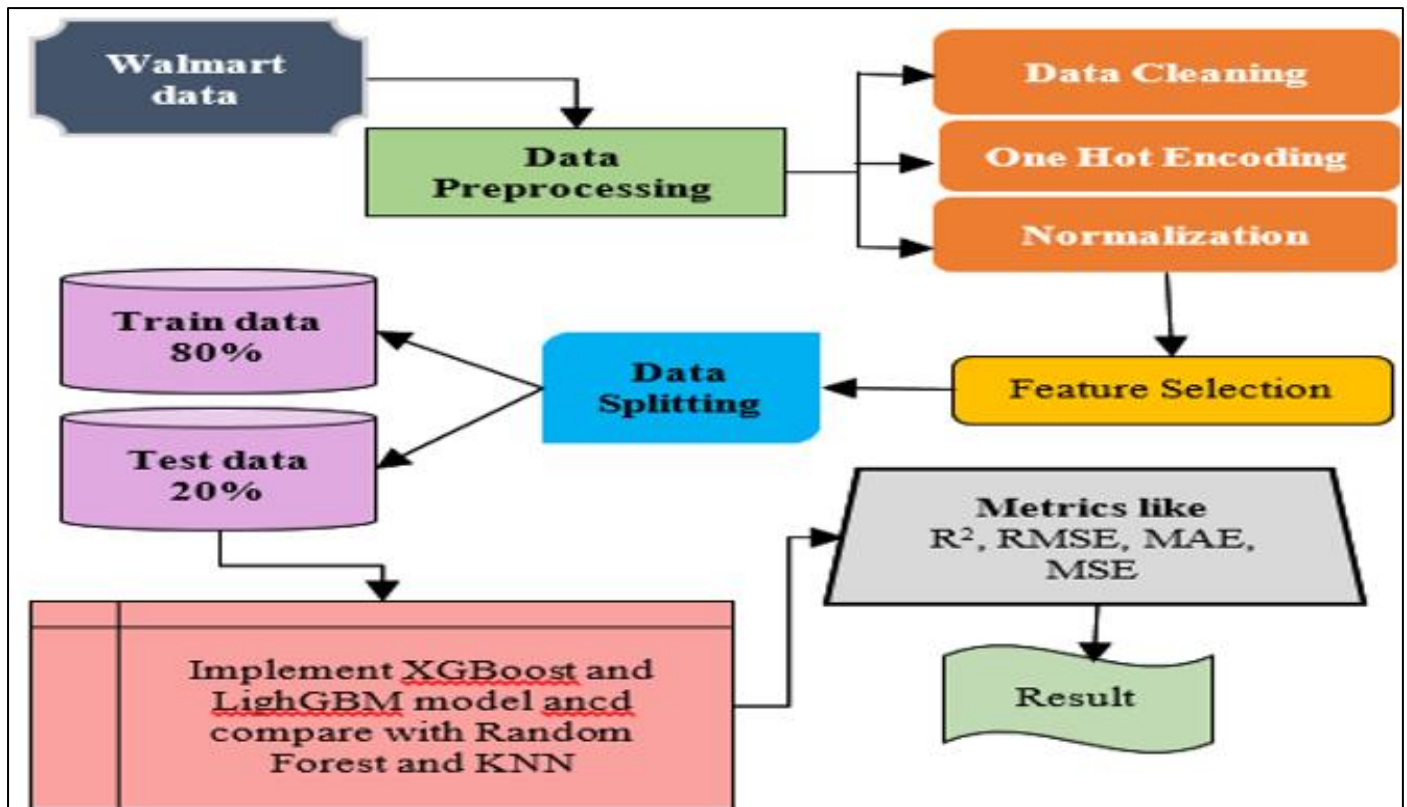 Walmart
data
Data
Preprocessing
Data Cleaning
One Hot Encoding
Normalization
Feature Selection
Data
Splitting
Train data
80%
Test data
20%
Implement XGBoost and
LighGBM model ancd
compare with Random
Forest and KNN
Metrics like
R², RMSE, MAE,
MSE
Result